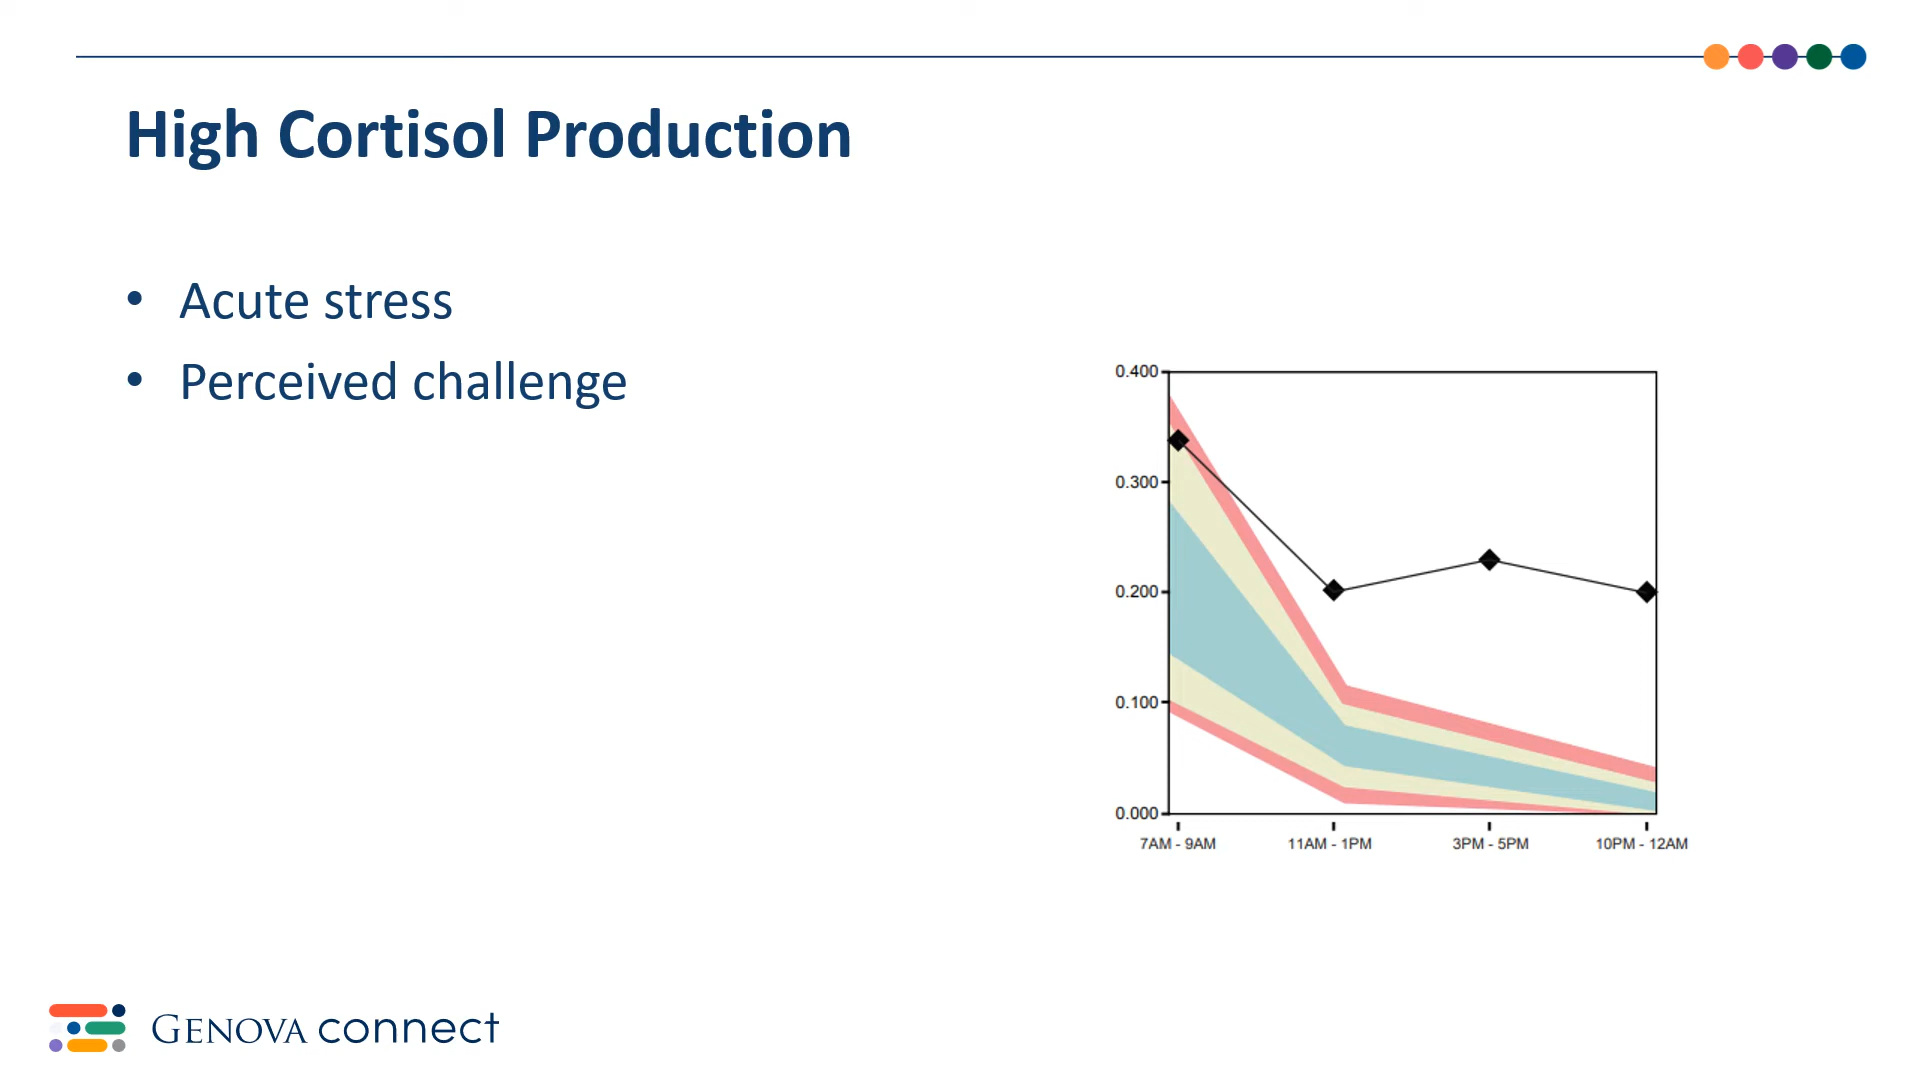 High Cortisol Production
• Acute stress
• Perceived challenge
0.400
0.300
0.200
0.100
0.000
7AM - 9AM 11AM - 1PM 3PM - 5PM 10PM - 12AM
GENOVA connect